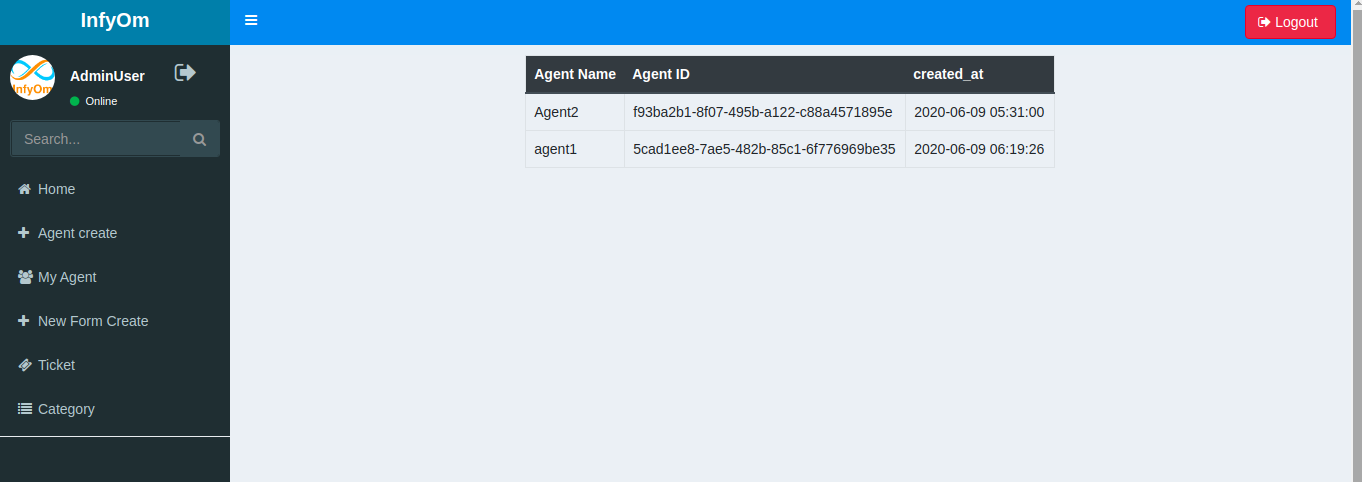 InfyOm
Logout
InfyOm
AdminUser
Online
Search...
Home
Agent create
My Agent
New Form Create
Ticket
Category
Agent Name Agent ID created_at
Agent2 f93ba2b1-8f07-495b-a122-c88a4571895e 2020-06-09 05:31:00
agent1 5cad1ee8-7ae5-482b-85c1-6f776969be35 2020-06-09 06:19:26